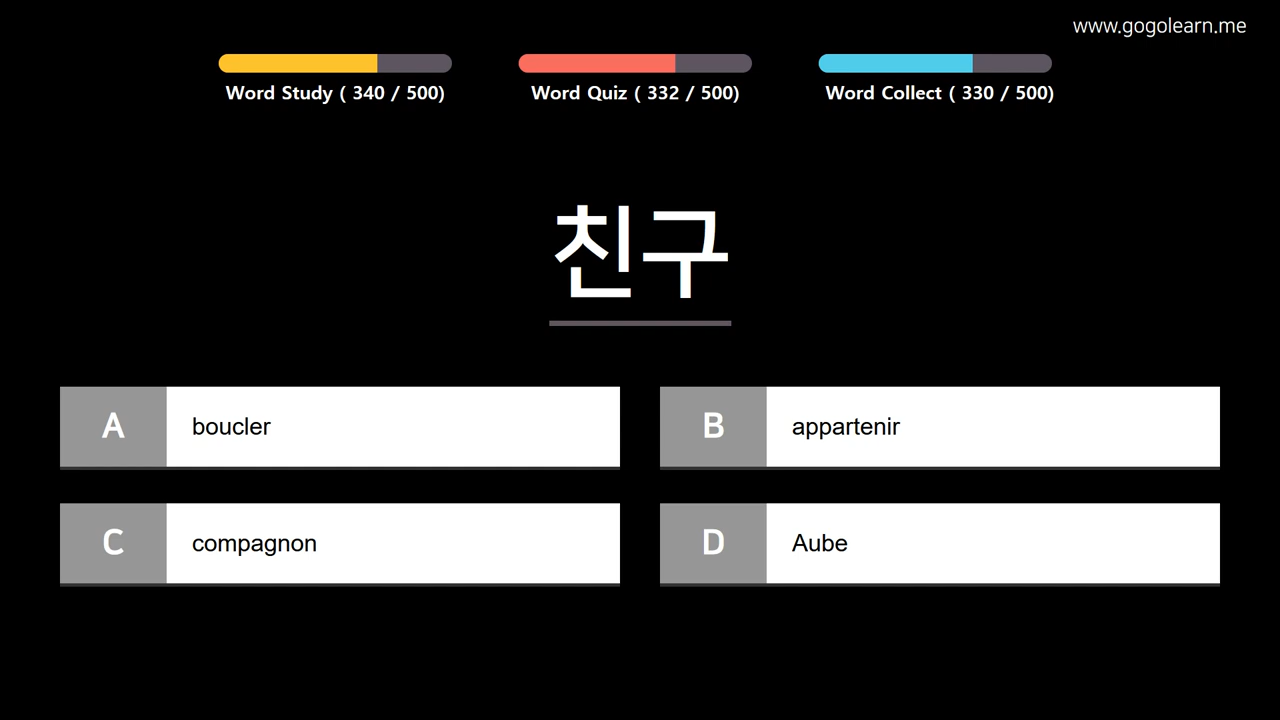 www.gogolearn.me
Word Study ( 340 / 500)
Word Quiz ( 332 / 500)
Word Collect ( 330 / 500)
친구
A boucler
B appartenir
C compagnon
D Aube